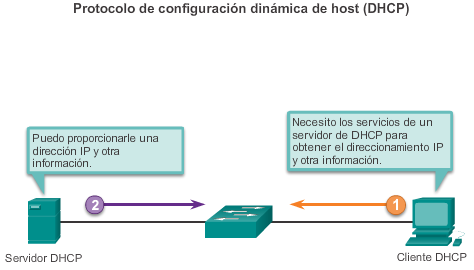 Protocolo de configuración dinámica de host (DHCP)
Necesito los servicios de un
servidor de DHCP para
obtener el direccionamiento IP
y otra información.
Puedo proporcionarle una
dirección IP y otra
información.
2
1
Servidor DHCP
Cliente DHCP